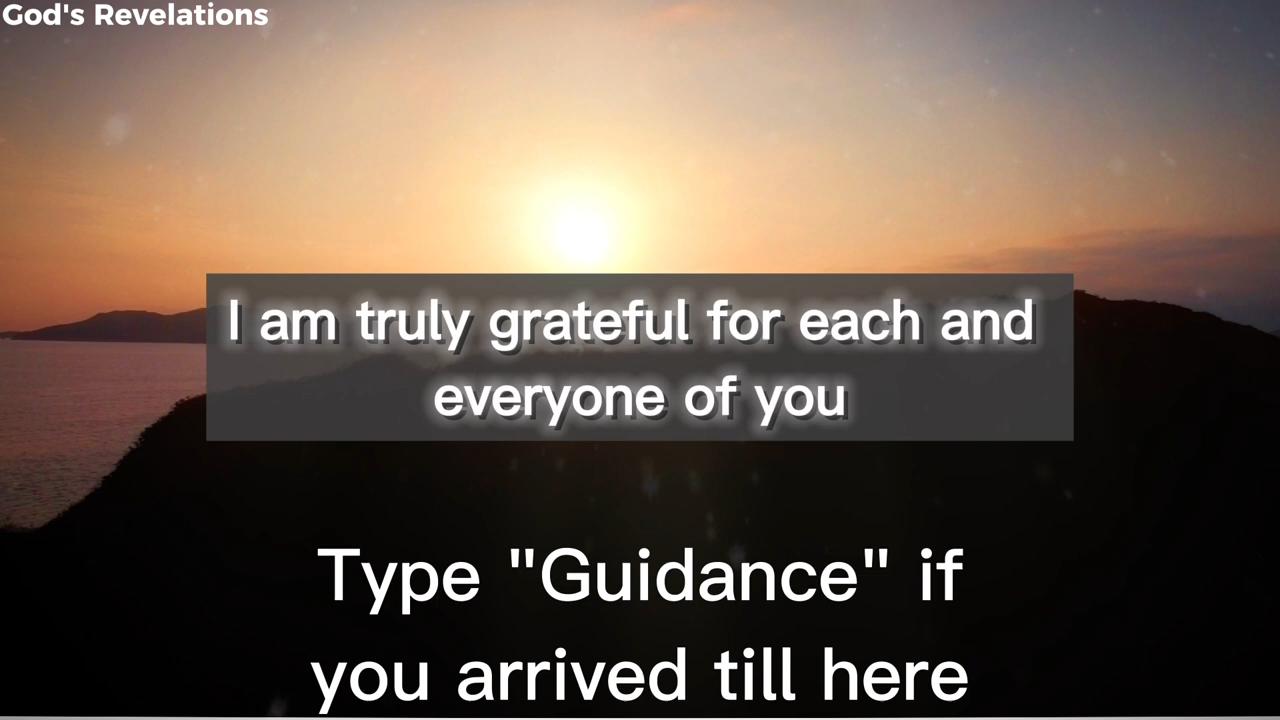 God's Revelations
I am truly grateful for each and
everyone of you
Type "Guidance" if
you arrived till here